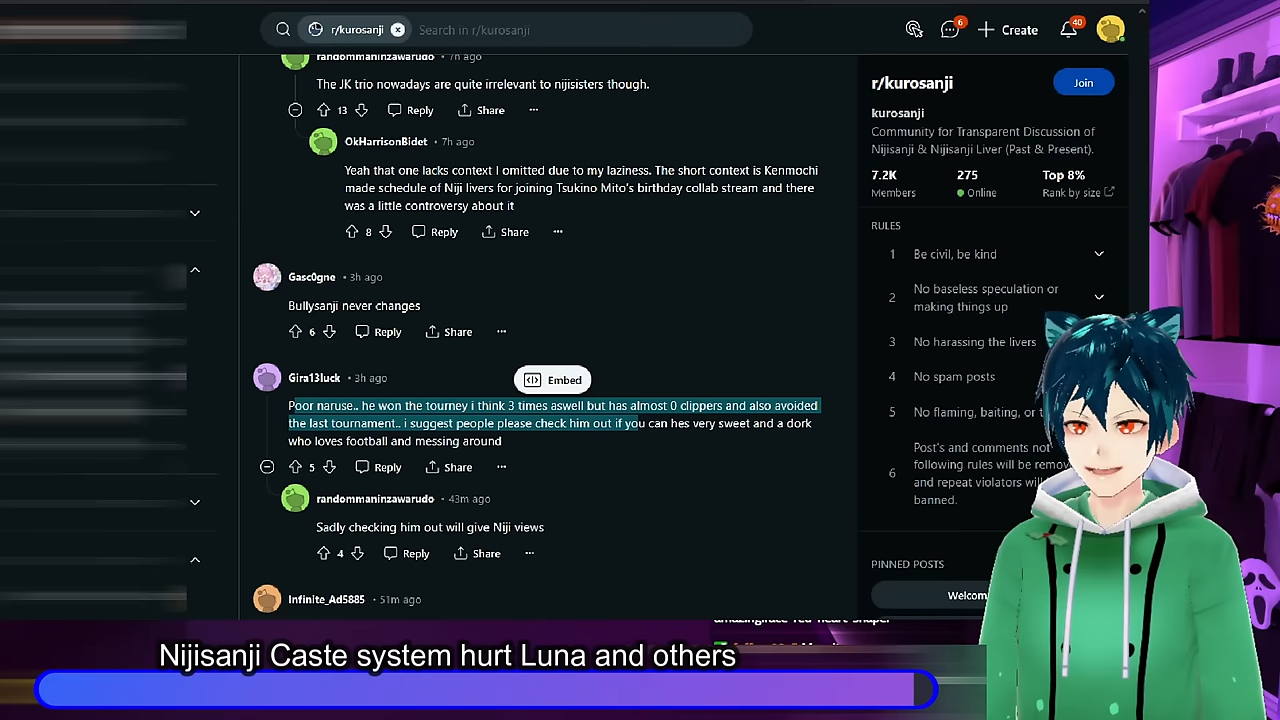 r/kurosanji
Search in r/kurosanji
6
Create
40
randommaninzawarudo • 7h ago
The JK trio nowadays are quite irrelevant to nijisisters though.
13 Reply Share ...
OkHarrisonBidet • 7h ago
Yeah that one lacks context I omitted due to my laziness. The short context is Kenmochi
made schedule of Niji livers for joining Tsukino Mito's birthday collab stream and there
was a little controversy about it
8 Reply Share ...
Gasc0gne • 3h ago
Bullysanji never changes
6 Reply Share ...
Gira13luck • 3h ago
Embed
Poor naruse.. he won the tourney i think 3 times aswell but has almost 0 clippers and also avoided
the last tournament.. i suggest people please check him out if you can hes very sweet and a dork
who loves football and messing around
5 Reply Share ...
randommaninzawarudo • 43m ago
Sadly checking him out will give Niji views
4 Reply Share ...
Infinite_Ad5885 • 51m ago
r/kurosanji
Join
kurosanji
Community for Transparent Discussion of
Nijisanji & Nijisanji Liver (Past & Present).
7.2K 275 Top 8%
Members Online Rank by size
RULES
1 Be civil, be kind
2 No baseless speculation or
making things up
3 No harassing the livers
4 No spam posts
5 No flaming, baiting, or
6 Post's and comments not
following rules will be
and repeat violators will
banned.
PINNED POSTS
Nijisanji Caste system hurt Luna and others